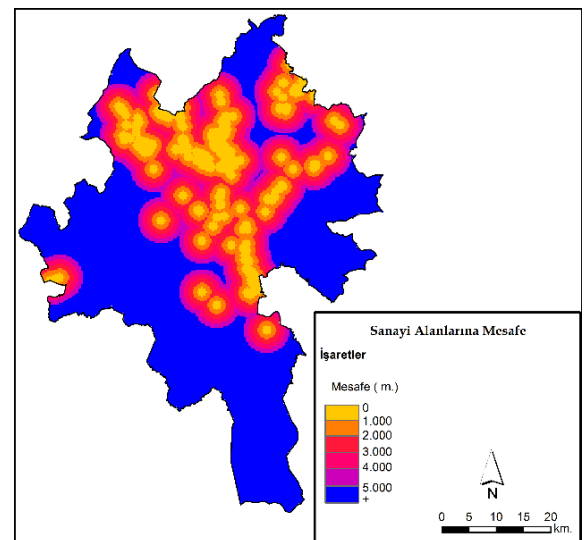 Sanayi Alanlarına Mesafe
İşaretler
Mesafe ( m.)
0
1.000
2.000
3.000
4.000
5.000
+
N
0 5 10 15 20
km.